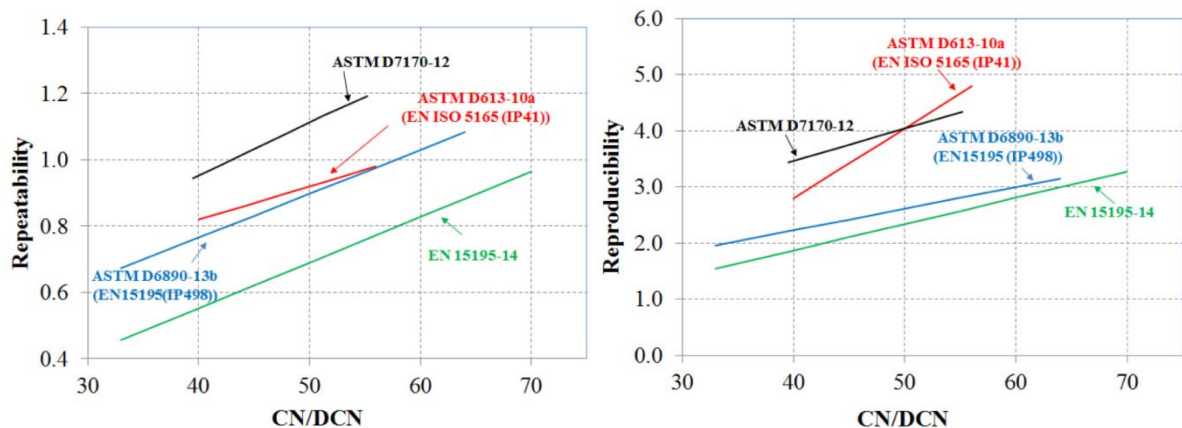 1.4
1.2
1.0
0.8
0.6
0.4
Repeatability
ASTM D7170-12
ASTM D613-10a
(EN ISO 5165 (IP41))
ASTM D6890-13b
(EN15195(IP498))
EN 15195-14
30 40 50 60 70
CN/DCN
6.0
5.0
4.0
3.0
2.0
1.0
0.0
Reproducibility
ASTM D613-10a
(EN ISO 5165 (IP41))
ASTM D7170-12
ASTM D6890-13b
(EN15195 (IP498))
EN 15195-14
30 40 50 60 70
CN/DCN